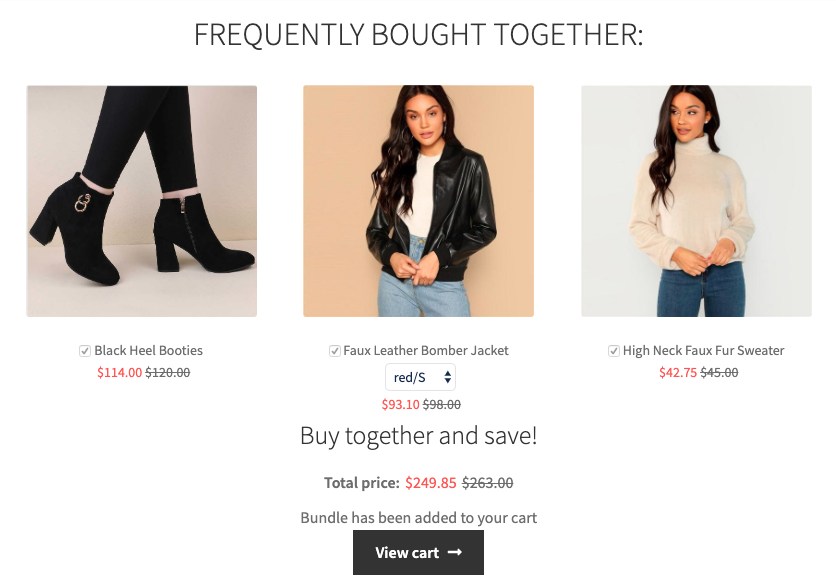 FREQUENTLY BOUGHT TOGETHER:
Black Heel Booties
$114.00 $120.00
Faux Leather Bomber Jacket
red/S
$93.10 $98.00
High Neck Faux Fur Sweater
$42.75 $45.00
Buy together and save!
Total price: $249.85 $263.00
Bundle has been added to your cart
View cart →